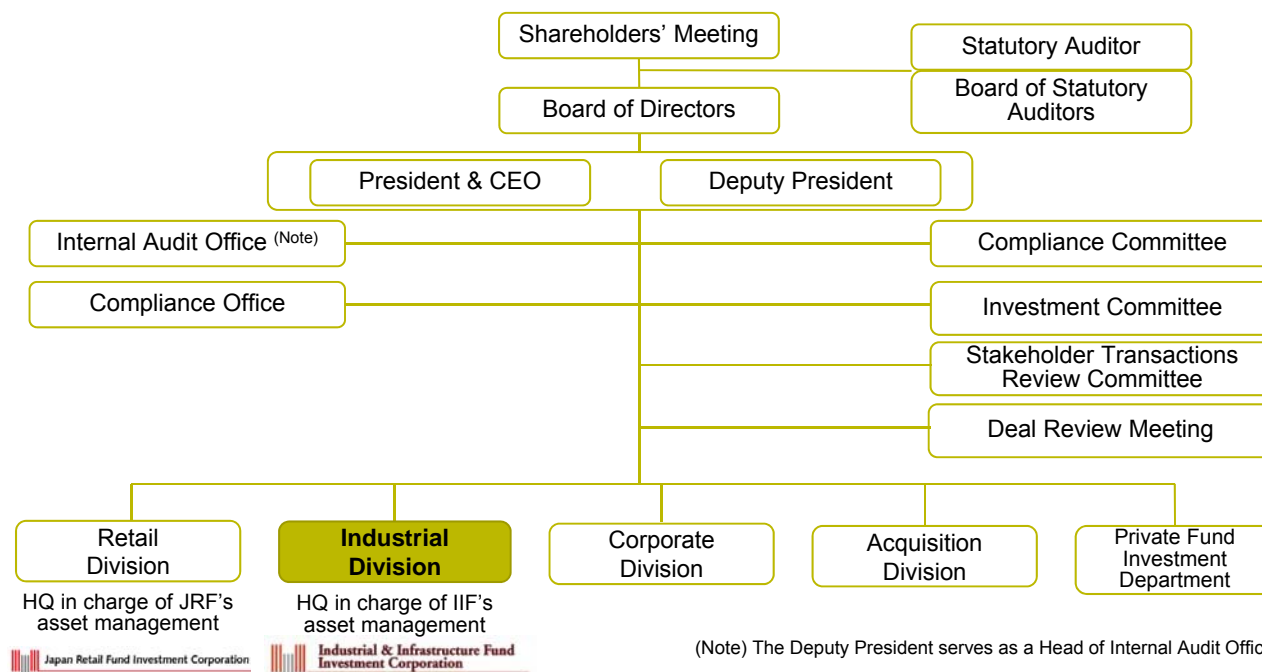 Shareholders' Meeting
Statutory Auditor
Board of Statutory
Auditors
Board of Directors
President & CEO
Deputy President
Internal Audit Office (Note)
Compliance Committee
Compliance Office
Investment Committee
Stakeholder Transactions
Review Committee
Deal Review Meeting
Retail
Division
Industrial
Division
Corporate
Division
Acquisition
Division
Private Fund
Investment
Department
HQ in charge of JRF's
asset management
HQ in charge of IIF's
asset management
Japan Retail Fund Investment Corporation
Industrial & Infrastructure Fund
Investment Corporation
(Note) The Deputy President serves as a Head of Internal Audit Offic